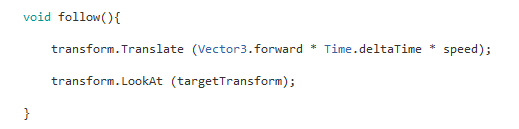 void follow(){
transform.Translate (Vector3.forward * Time.deltaTime * speed);
transform.LookAt (targetTransform);
}